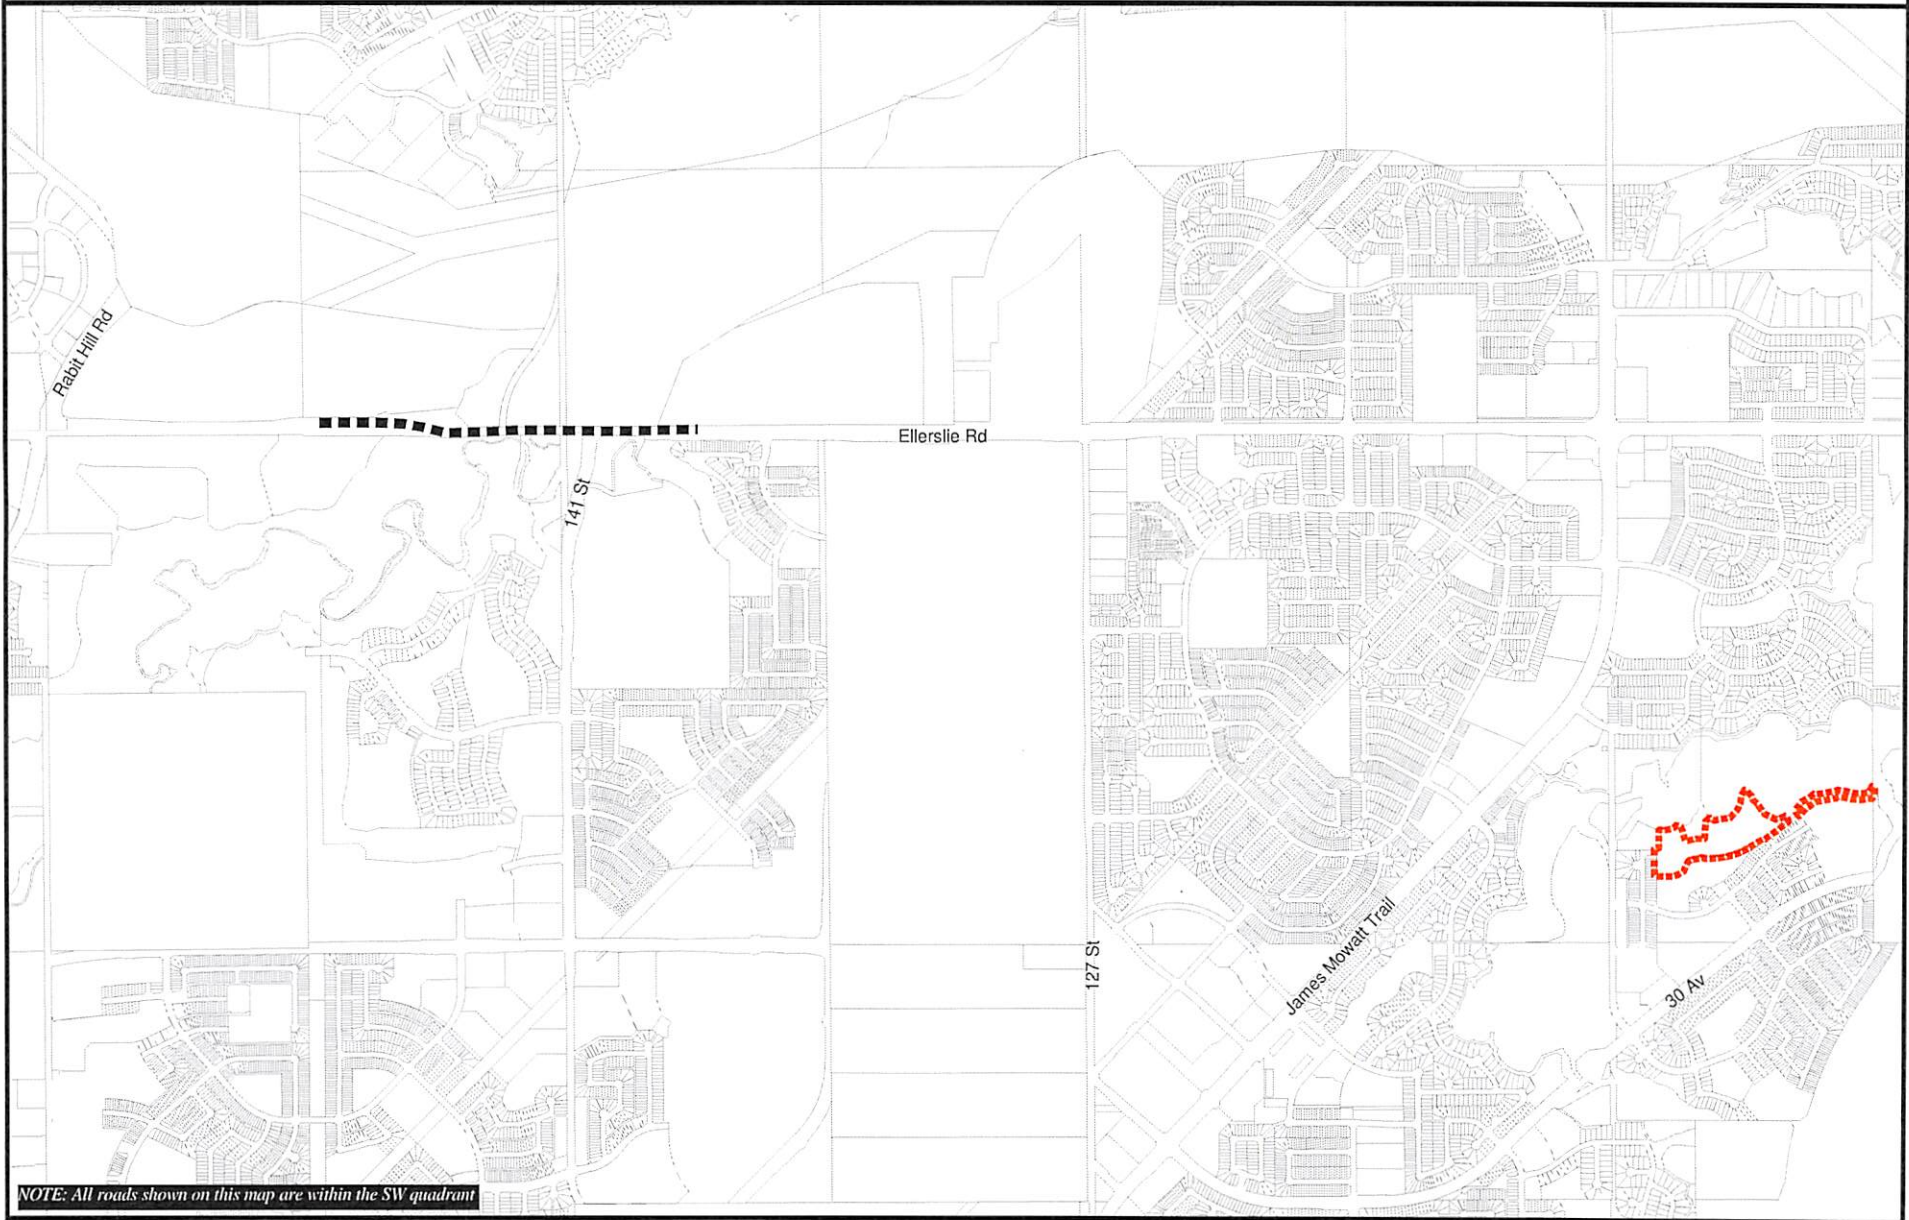 Rabit Hill Rd
Ellerslie Rd
141 St
127 St
James Mowatt Trail
30 Av
NOTE: All roads shown on this map are within the SW quadrant